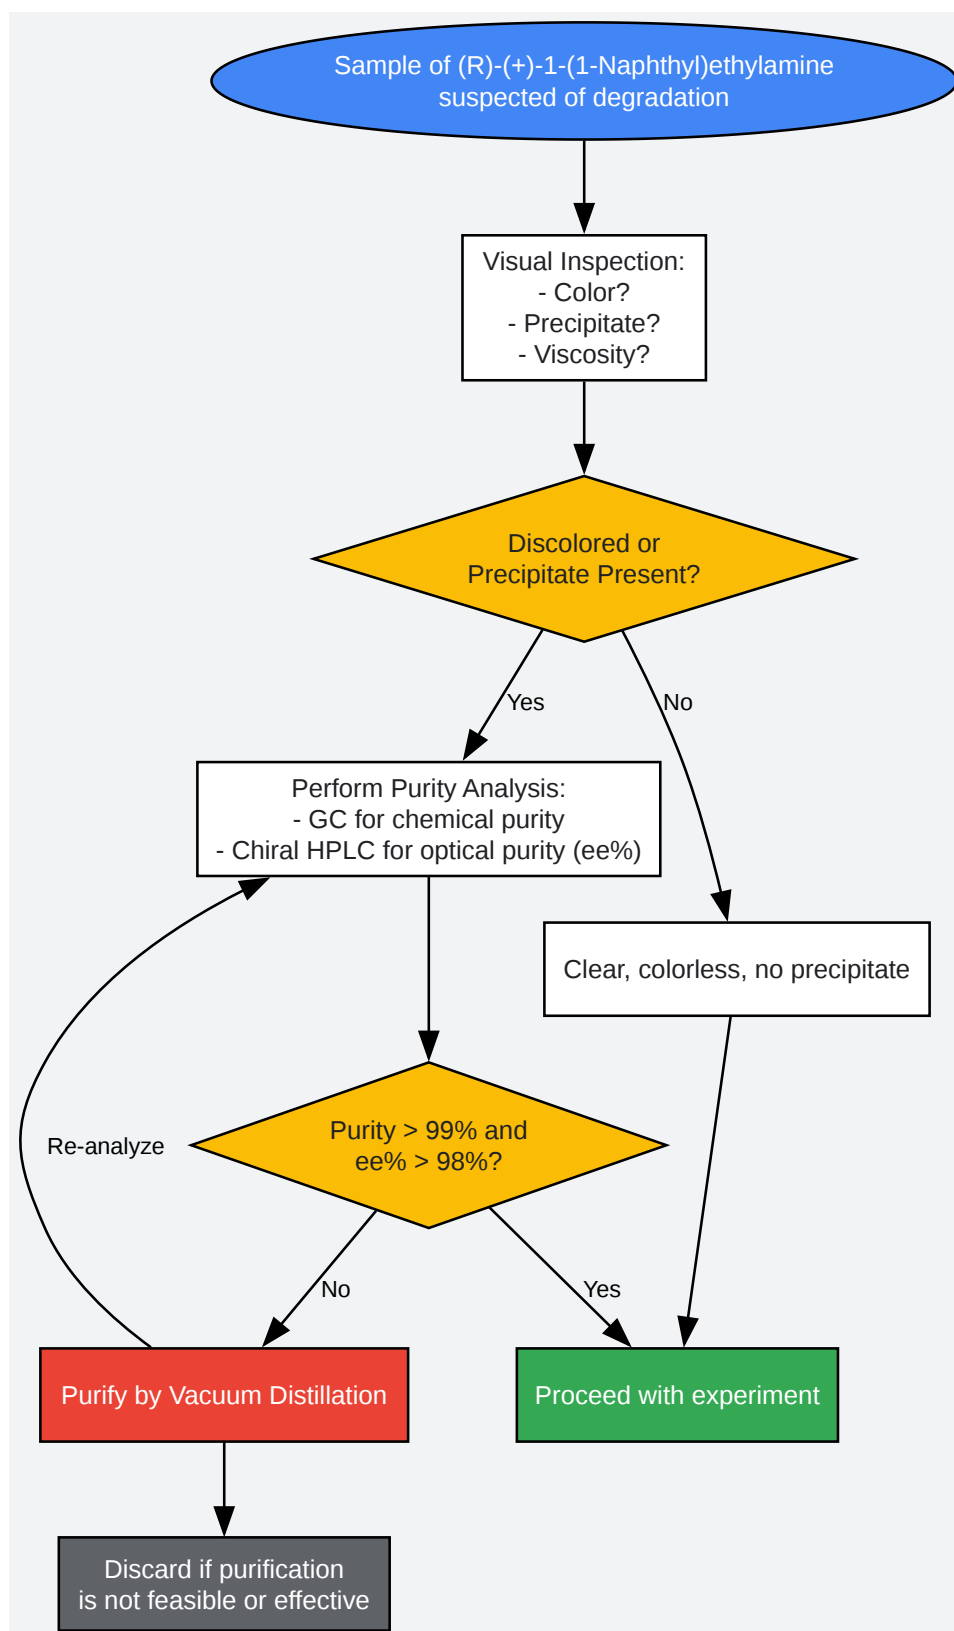 Sample of (R)-(+)-1-(1-Naphthyl)ethylamine
suspected of degradation
Visual Inspection:
- Color?
- Precipitate?
- Viscosity?
Discolored or
Precipitate Present?
Yes
No
Perform Purity Analysis:
- GC for chemical purity
- Chiral HPLC for optical purity (ee%)
Clear, colorless, no precipitate
Purity > 99% and
ee% > 98%?
Re-analyze
No
Yes
Purify by Vacuum Distillation
Proceed with experiment
Discard if purification
is not feasible or effective